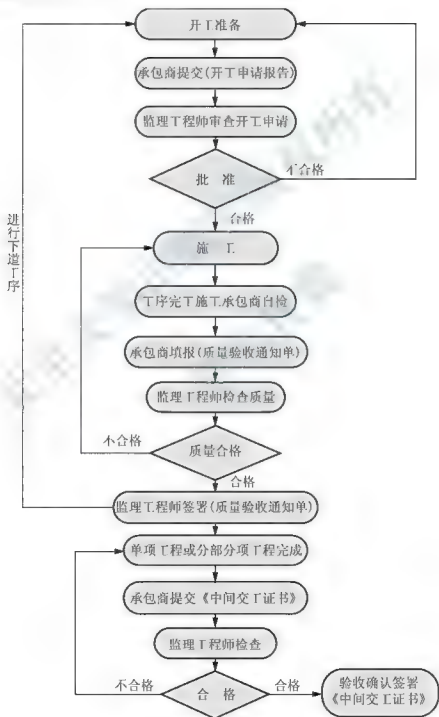 开工准备
承包商提交(开工申请报告)
监理工程师审查开工申请
批 准
不合格
合格
进行下道工序
施 工
工序完工施工承包商自检
承包商填报(质量验收通知单)
监理工程师检查质量
不合格
质量合格
合格
监理工程师签署(质量验收通知单)
单项工程或分部分项工程完成
承包商提交《中间交工证书》
监理工程师检查
不合格
合 格
合格
验收确认签署
《中间交工证书》